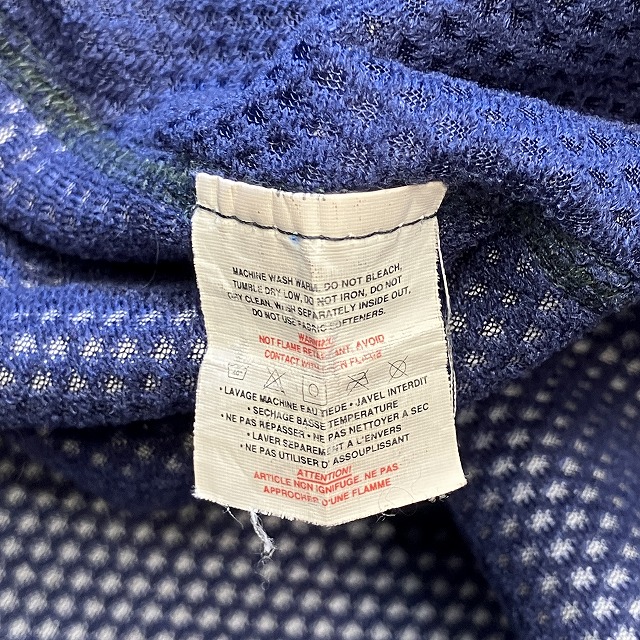 MACHINE WASH WARM, DO NOT BLEACH,
TUMBLE DRY LOW, DO NOT IRON, DO NOT
DRY CLEAN, WASH SEPARATELY INSIDE OUT,
DO NOT USE FABRIC SOFTENERS.
WARNING!
NOT FLAME RETARDANT. AVOID
CONTACT WITH OPEN FLAMES
• LAVAGE MACHINE EAU TIEDE • JAVEL INTERDIT
• SECHAGE BASSE TEMPERATURE
• NE PAS REPASSER • NE PAS NETTOYER A SEC
• LAVER SEPAREMENT A L'ENVERS
• NE PAS UTILISER D'ASSOUPLISSANT
ATTENTION!
ARTICLE NON IGNIFUGE. NE PAS
APPROCHER D'UNE FLAMME